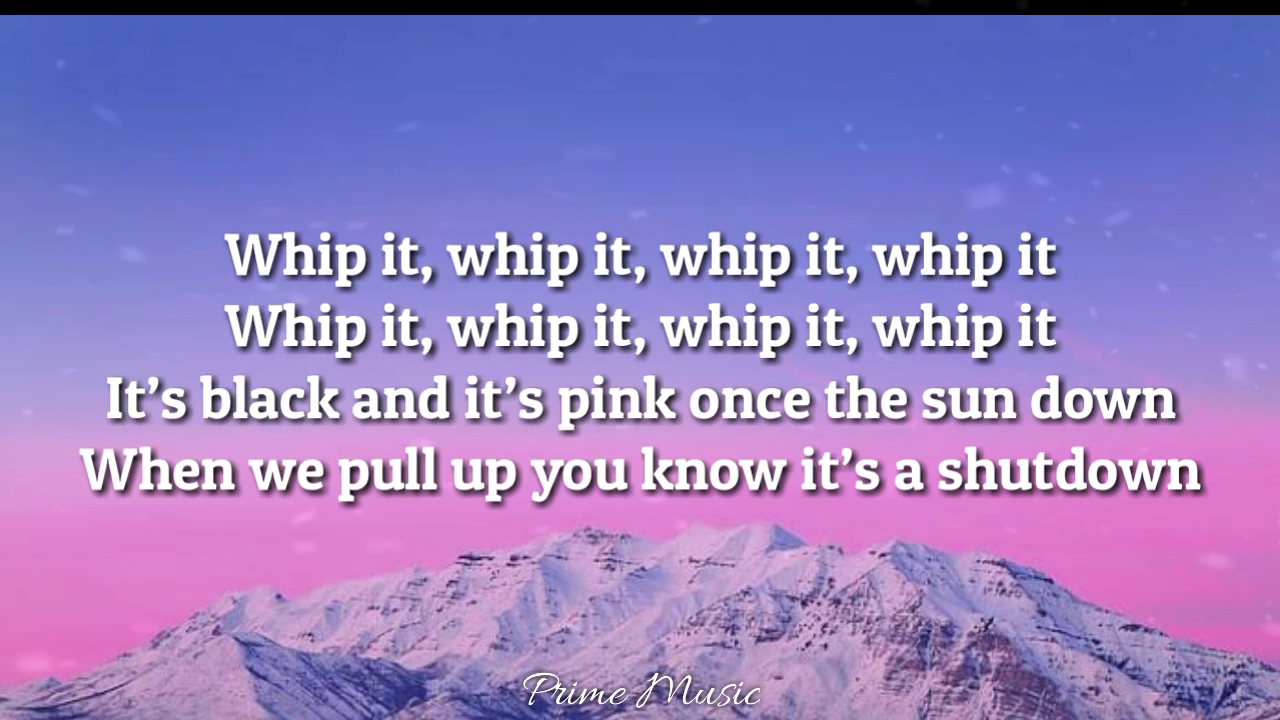 Whip it, whip it, whip it, whip it
Whip it, whip it, whip it, whip it
It’s black and it’s pink once the sun down
When we pull up you know it’s a shutdown
Prime Music